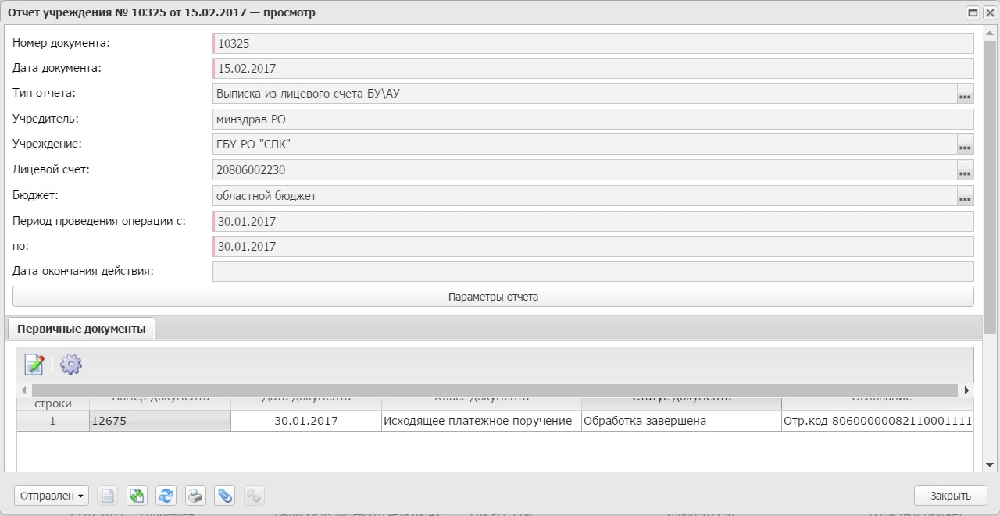 Отчет учреждения № 10325 от 15.02.2017 — просмотр
Номер документа: 10325
Дата документа: 15.02.2017
Тип отчета: Выписка из лицевого счета БУ\АУ
Учредитель: минздрав РО
Учреждение: ГБУ РО "СПК"
Лицевой счет: 20806002230
Бюджет: областной бюджет
Период проведения операции с: 30.01.2017
по: 30.01.2017
Дата окончания действия:
Параметры отчета
Первичные документы
строки Номер документа Дата документа Класс документа Статус документа Основание
1 12675 30.01.2017 Исходящее платежное поручение Обработка завершена Отр.код 80600000082110001111
Отправлен Закрыть